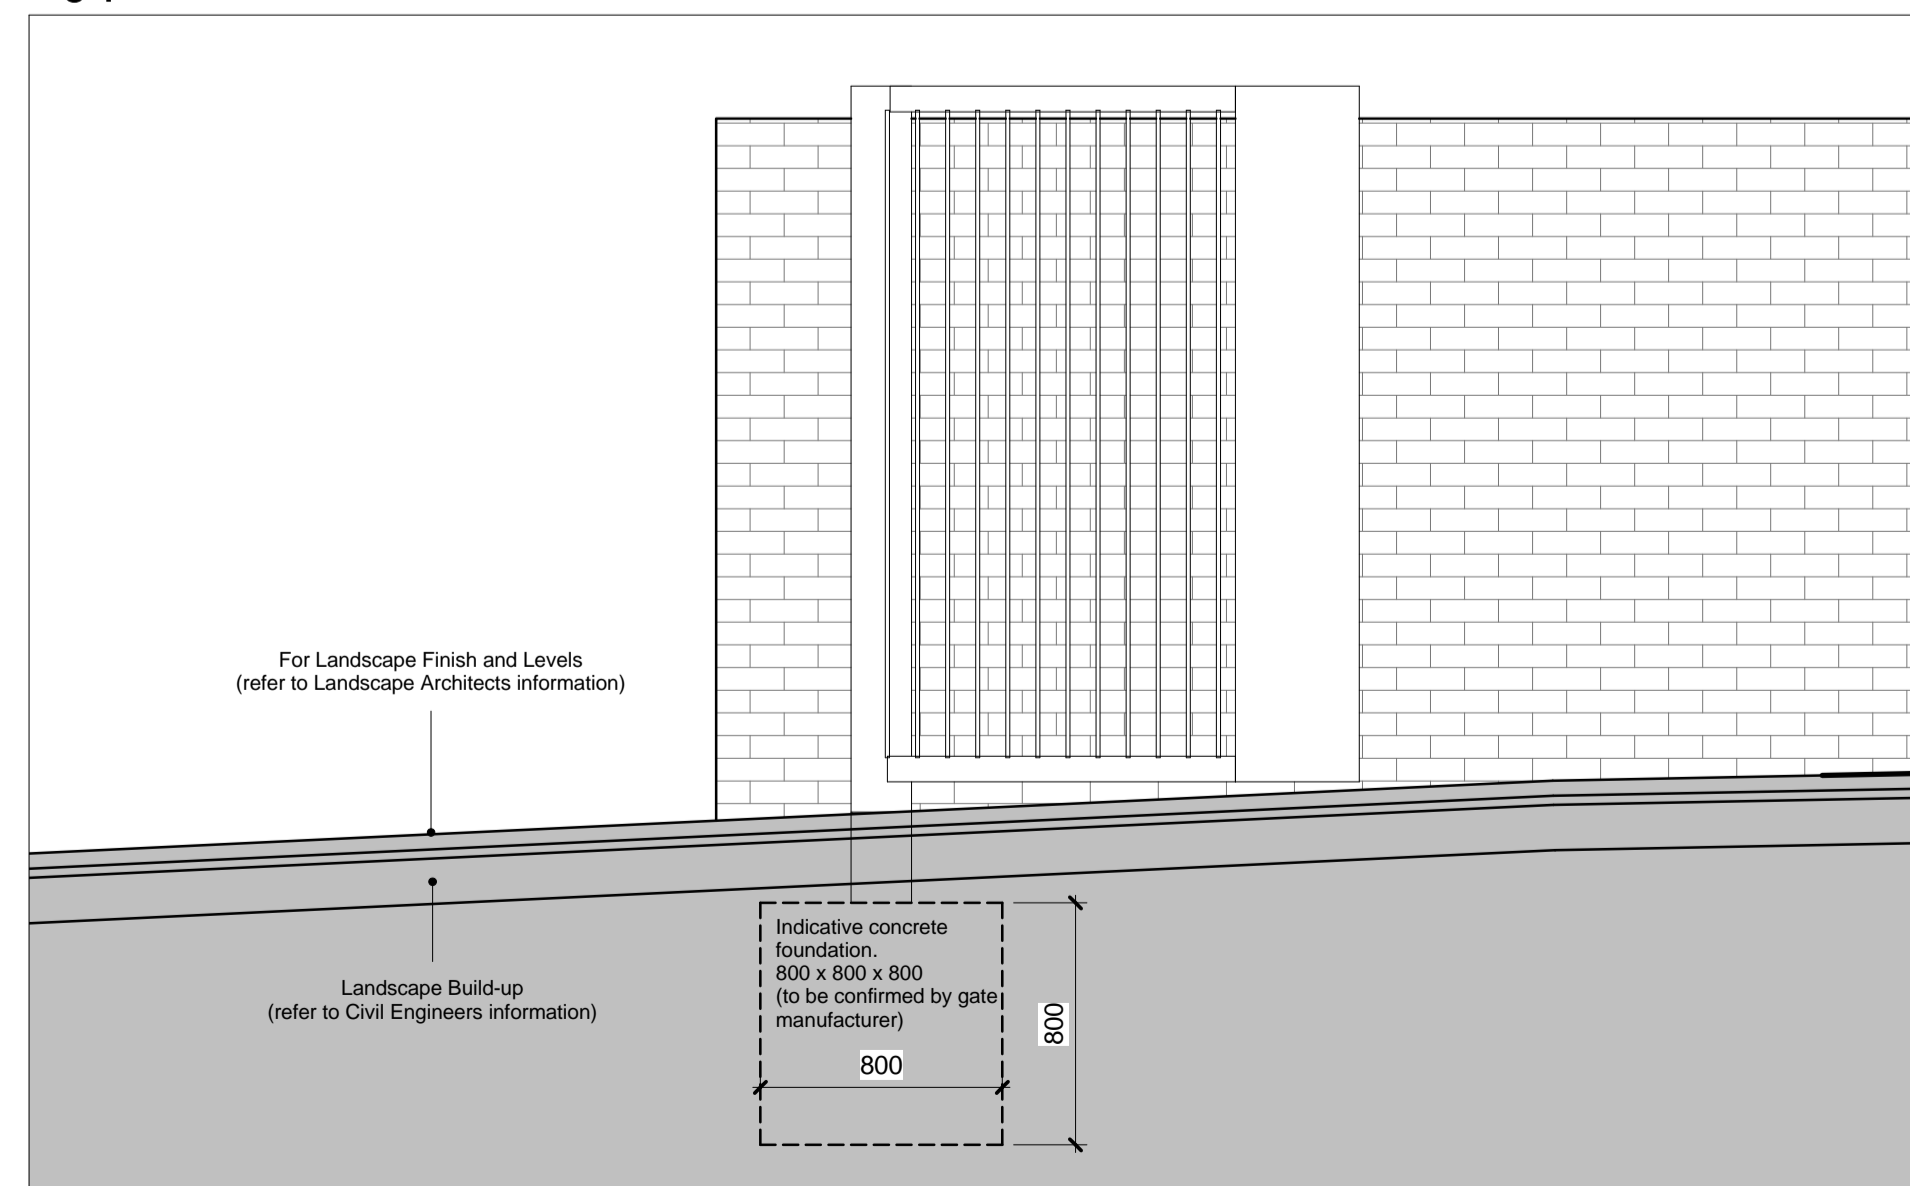 For Landscape Finish and Levels
(refer to Landscape Architects information)
Indicative concrete
foundation.
800 x 800 x 800
(to be confirmed by gate
manufacturer)
Landscape Build-up
(refer to Civil Engineers information)
800
800